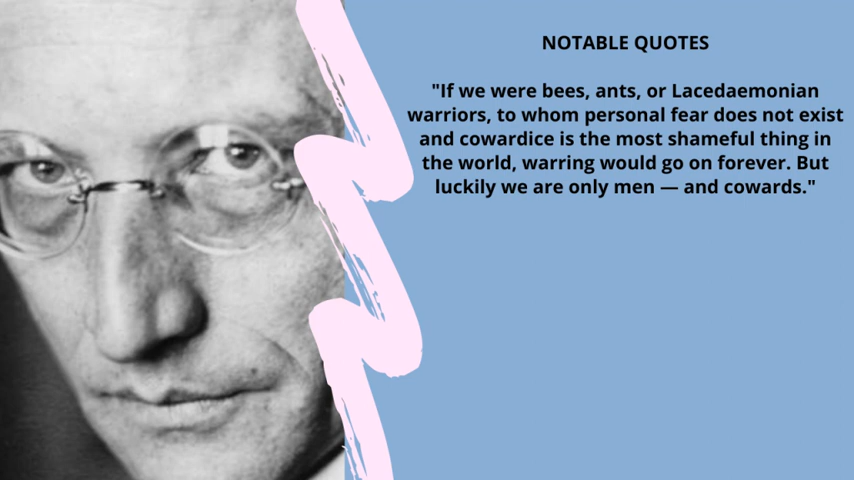 NOTABLE QUOTES
"If we were bees, ants, or Lacedaemonian
warriors, to whom personal fear does not exist
and cowardice is the most shameful thing in
the world, warring would go on forever. But
luckily we are only men — and cowards."